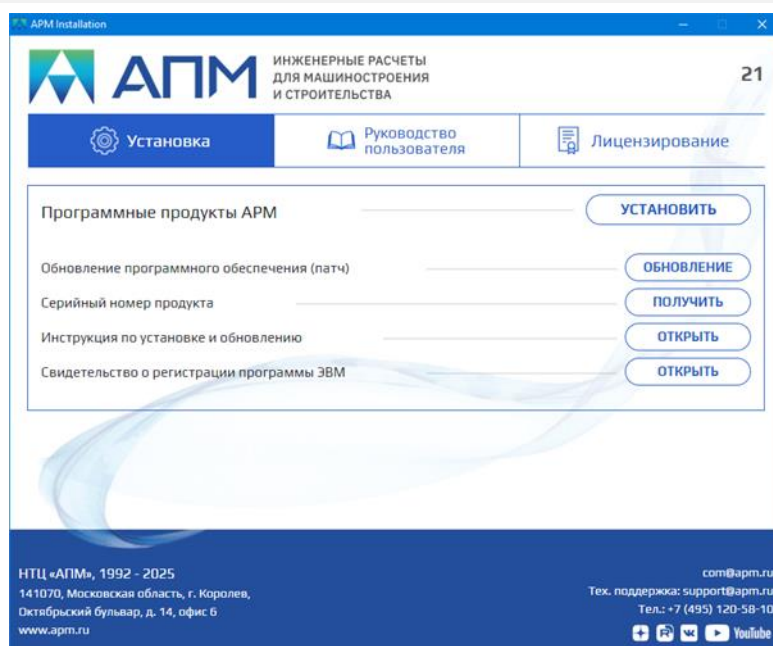 APM Installation
АПМ
ИНЖЕНЕРНЫЕ РАСЧЕТЫ
ДЛЯ МАШИНОСТРОЕНИЯ
И СТРОИТЕЛЬСТВА
21
Установка
Руководство
пользователя
Лицензирование
Программные продукты АРМ
УСТАНОВИТЬ
Обновление программного обеспечения (патч)
ОБНОВЛЕНИЕ
Серийный номер продукта
ПОЛУЧИТЬ
Инструкция по установке и обновлению
ОТКРЫТЬ
Свидетельство о регистрации программы ЭВМ
ОТКРЫТЬ
НТЦ «АПМ», 1992 - 2025
141070, Московская область, г. Королев,
Октябрьский бульвар, д. 14, офис 6
www.apm.ru
com@apm.ru
Тех. поддержка: support@apm.ru
Тел.: +7 (495) 120-58-10
YouTube